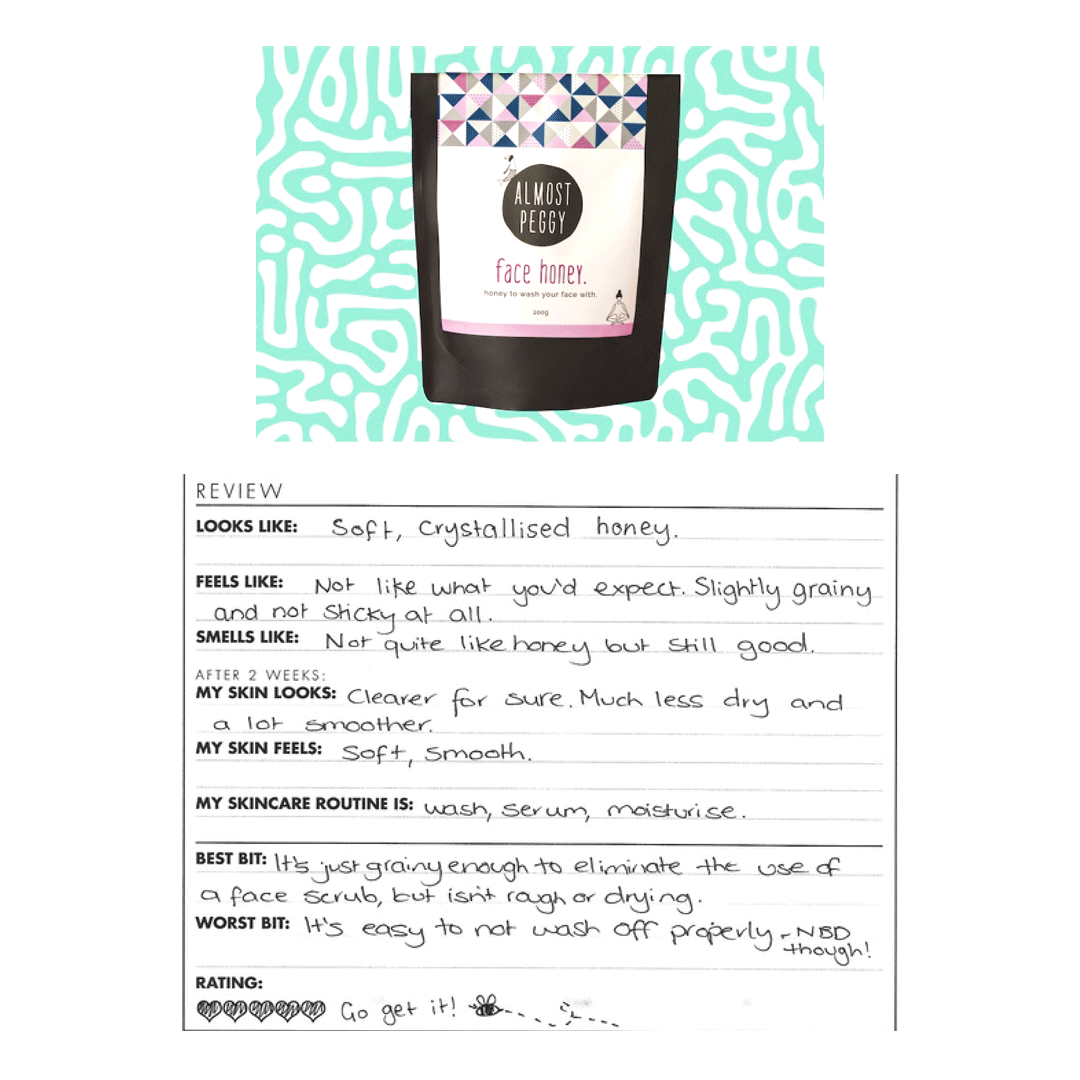 ALMOST
PEGGY
face honey.
honey to wash your face with.
200g
REVIEW
LOOKS LIKE: Soft, Crystallised honey.
FEELS LIKE: Not like what you'd expect. Slightly grainy
and not sticky at all.
SMELLS LIKE: Not quite like honey but still good.
AFTER 2 WEEKS:
MY SKIN LOOKS: Clearer for sure. Much less dry and
a lot smoother.
MY SKIN FEELS: Soft, smooth.
MY SKINCARE ROUTINE IS: wash, serum, moisturise.
BEST BIT: It's just grainy enough to eliminate the use of
a face scrub, but isn't rough or drying.
WORST BIT: It's easy to not wash off properly - NBD
though!
RATING:
Go get it!